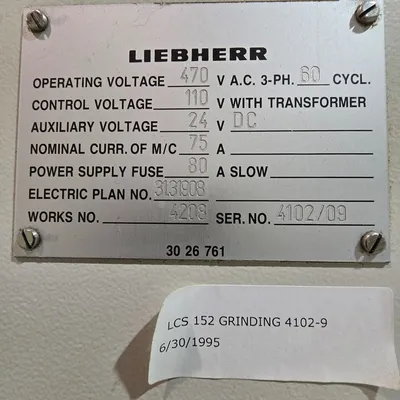 LIEBHERR
OPERATING VOLTAGE 470 V A.C. 3-PH. 60 CYCL.
CONTROL VOLTAGE 110 V WITH TRANSFORMER
AUXILIARY VOLTAGE 24 V DC
NOMINAL CURR. OF M/C 75 A
POWER SUPPLY FUSE 80 A SLOW
ELECTRIC PLAN NO. 3131908
WORKS NO. 4208 SER. NO. 4102/09
30 26 761
LCS 152 GRINDING 4102-9
6/30/1995